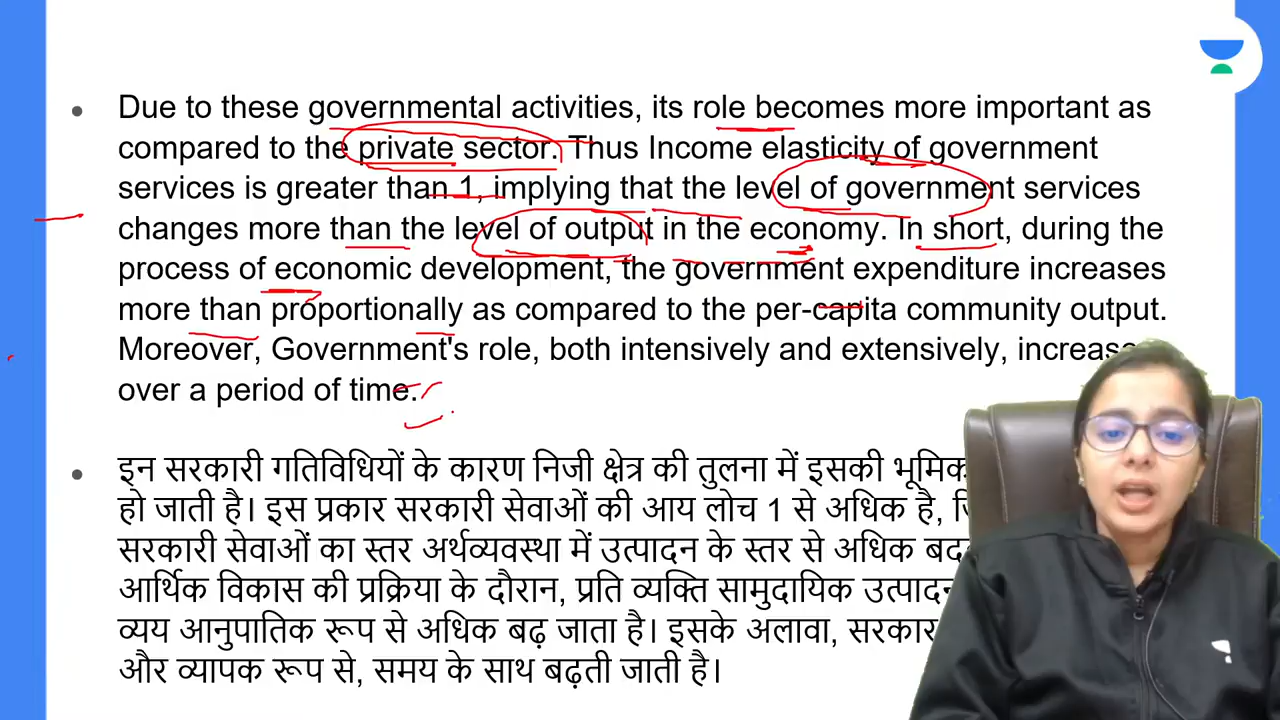 Due to these governmental activities, its role becomes more important as
compared to the private sector. Thus Income elasticity of government
services is greater than 1, implying that the level of government services
changes more than the level of output in the economy. In short, during the
process of economic development, the government expenditure increases
more than proportionally as compared to the per-capita community output.
Moreover, Government's role, both intensively and extensively, increase
over a period of time.
इन सरकारी गतिविधियों के कारण निजी क्षेत्र की तुलना में इसकी
हो जाती है। इस प्रकार सरकारी सेवाओं की आय लोच 1 से अधिक है,
सरकारी सेवाओं का स्तर अर्थव्यवस्था में उत्पादन के स्तर से अधिक
आर्थिक विकास की प्रक्रिया के दौरान, प्रति व्यक्ति सामुदायिक उत्पादन
व्यय आनुपातिक रूप से अधिक बढ़ जाता है। इसके अलावा, सरकार
और व्यापक रूप से, समय के साथ बढ़ती जाती है।